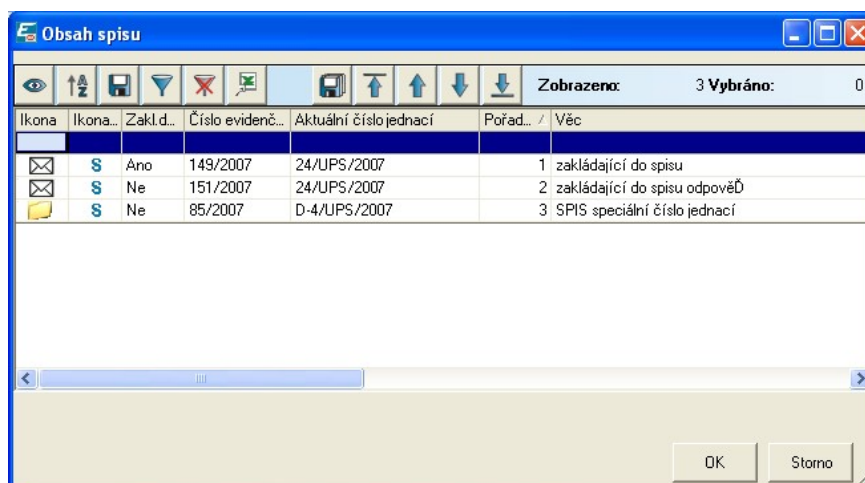 Obsah spisu
Zobrazeno: 3 Vybráno: 0
Ikona Ikona... Zákl.d... Číslo evidenč... Aktuální číslo jednací Pořad... Věc
S Ano 149/2007 24/UPS/2007 1 zakládající do spisu
S Ne 151/2007 24/UPS/2007 2 zakládající do spisu odpověĎ
S Ne 85/2007 D-4/UPS/2007 3 SPIS speciální číslo jednací
OK Storno